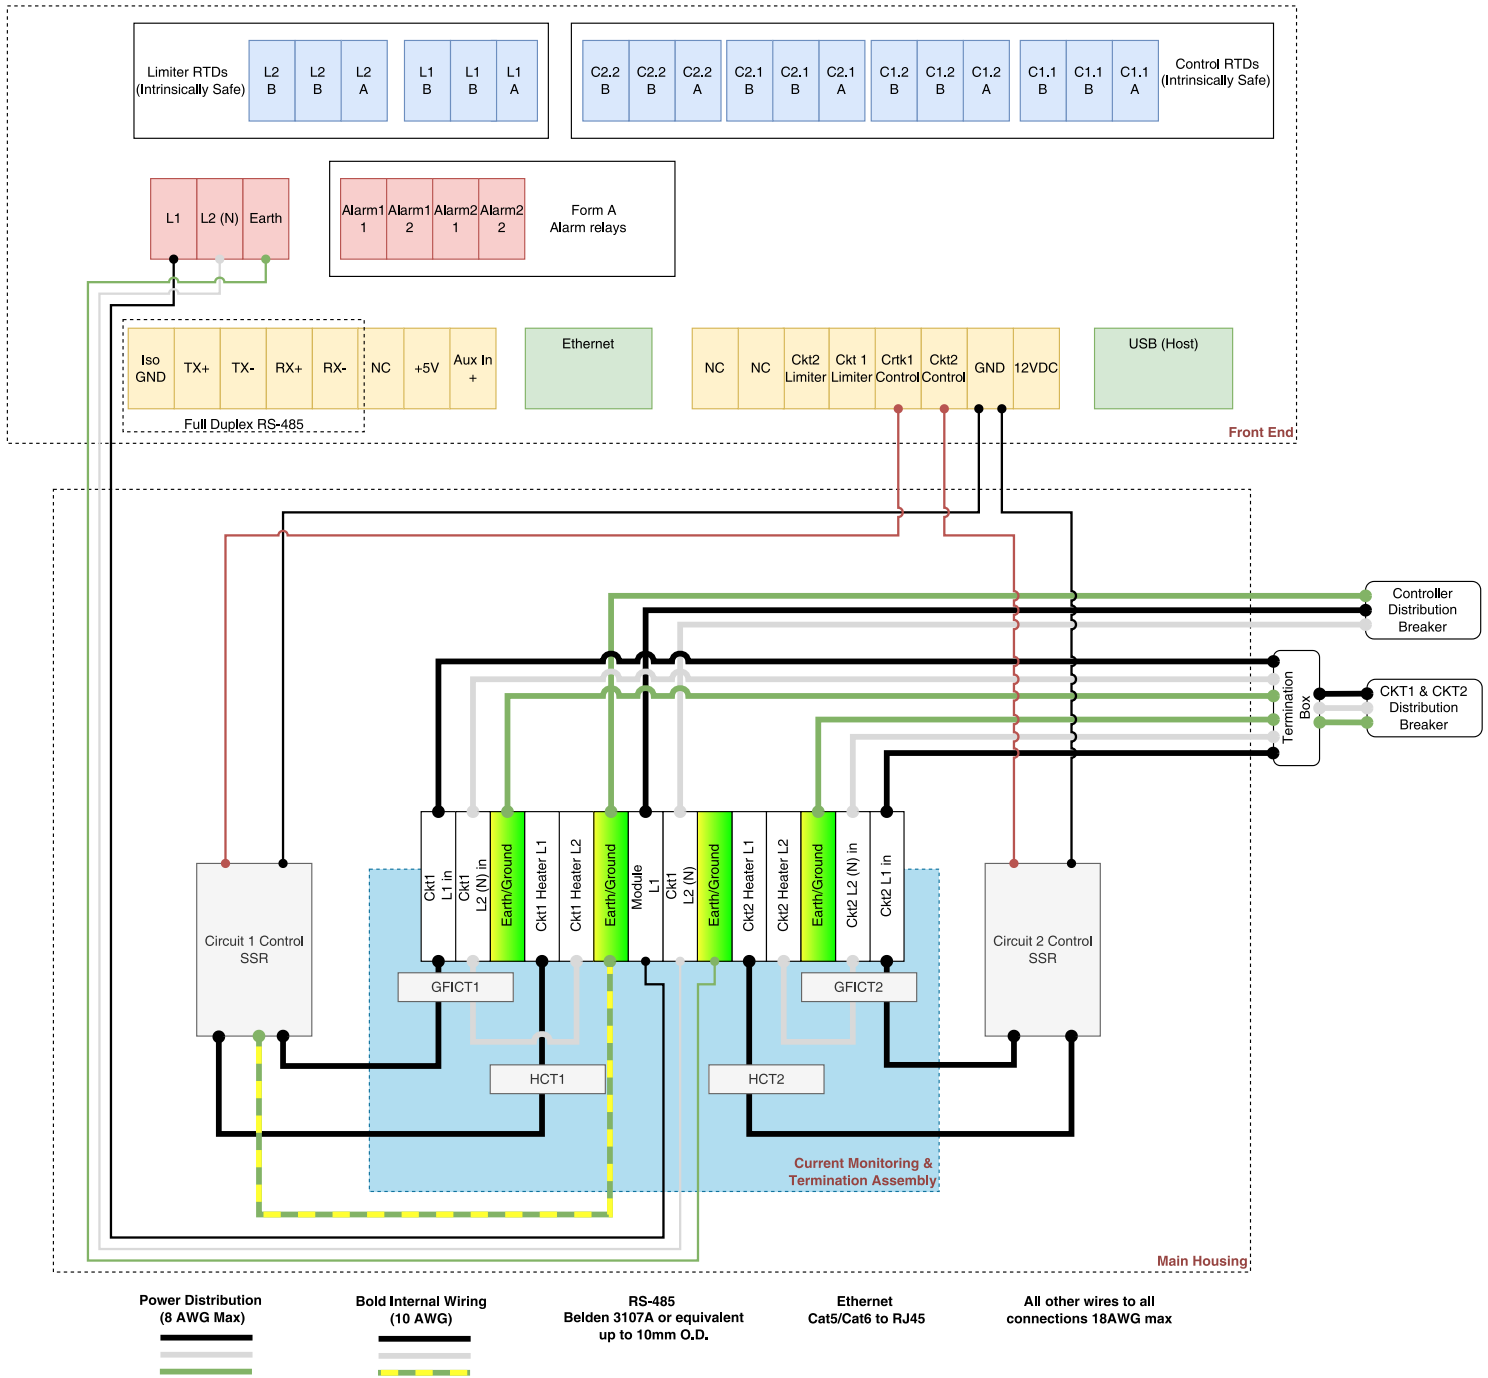 Limiter RTDs
(Intrinsically Safe)
L2
B
L2
B
L2
A
L1
B
L1
B
L1
A
C2.2
B
C2.2
B
C2.2
A
C2.1
B
C2.1
B
C2.1
A
C1.2
B
C1.2
B
C1.2
A
C1.1
B
C1.1
B
C1.1
A
Control RTDs
(Intrinsically Safe)
L1
L2 (N)
Earth
Alarm1
1
Alarm1
2
Alarm2
1
Alarm2
2
Form A
Alarm relays
Iso
GND
TX+
TX-
RX+
RX-
NC
+5V
Aux In
+
Full Duplex RS-485
Ethernet
NC
NC
Ckt2
Limiter
Ckt 1
Limiter
Crtk1
Control
Ckt2
Control
GND
12VDC
USB (Host)
Front End
Controller
Distribution
Breaker
Termination
Box
CKT1 & CKT2
Distribution
Breaker
Circuit 1 Control
SSR
Ckt1
L1 in
Ckt1
L2 (N) in
Earth/Ground
Ckt1 Heater L1
Ckt1 Heater L2
Earth/Ground
Module
L1
Ckt1
L2 (N)
Earth/Ground
Ckt2 Heater L1
Ckt2 Heater L2
Earth/Ground
Ckt2 L2 (N) in
Ckt2 L1 in
Circuit 2 Control
SSR
GFICT1
GFICT2
HCT1
HCT2
Current Monitoring &
Termination Assembly
Main Housing
Power Distribution
(8 AWG Max)
Bold Internal Wiring
(10 AWG)
RS-485
Belden 3107A or equivalent
up to 10mm O.D.
Ethernet
Cat5/Cat6 to RJ45
All other wires to all
connections 18AWG max